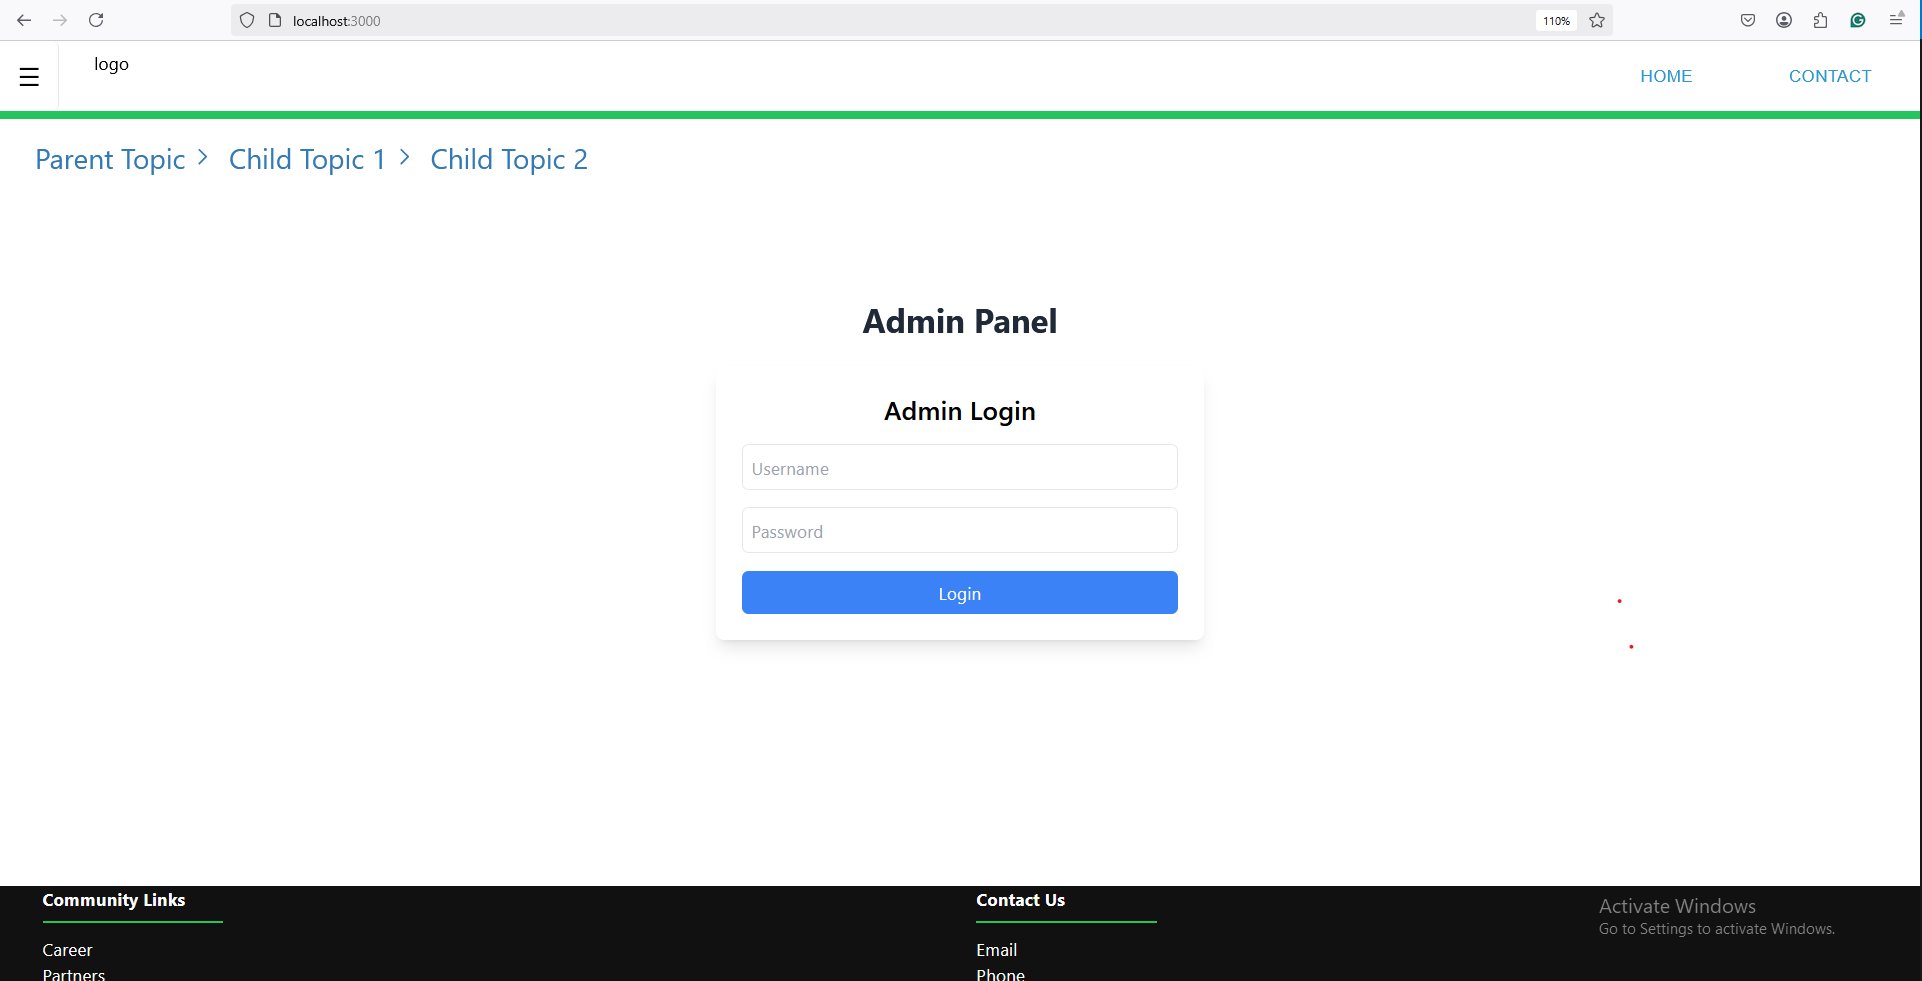 localhost:3000
110%
logo
HOME
CONTACT
Parent Topic
Child Topic 1
Child Topic 2
Admin Panel
Admin Login
Username
Password
Login
Community Links
Career
Partners
Contact Us
Email
Phone
Activate Windows
Go to Settings to activate Windows.